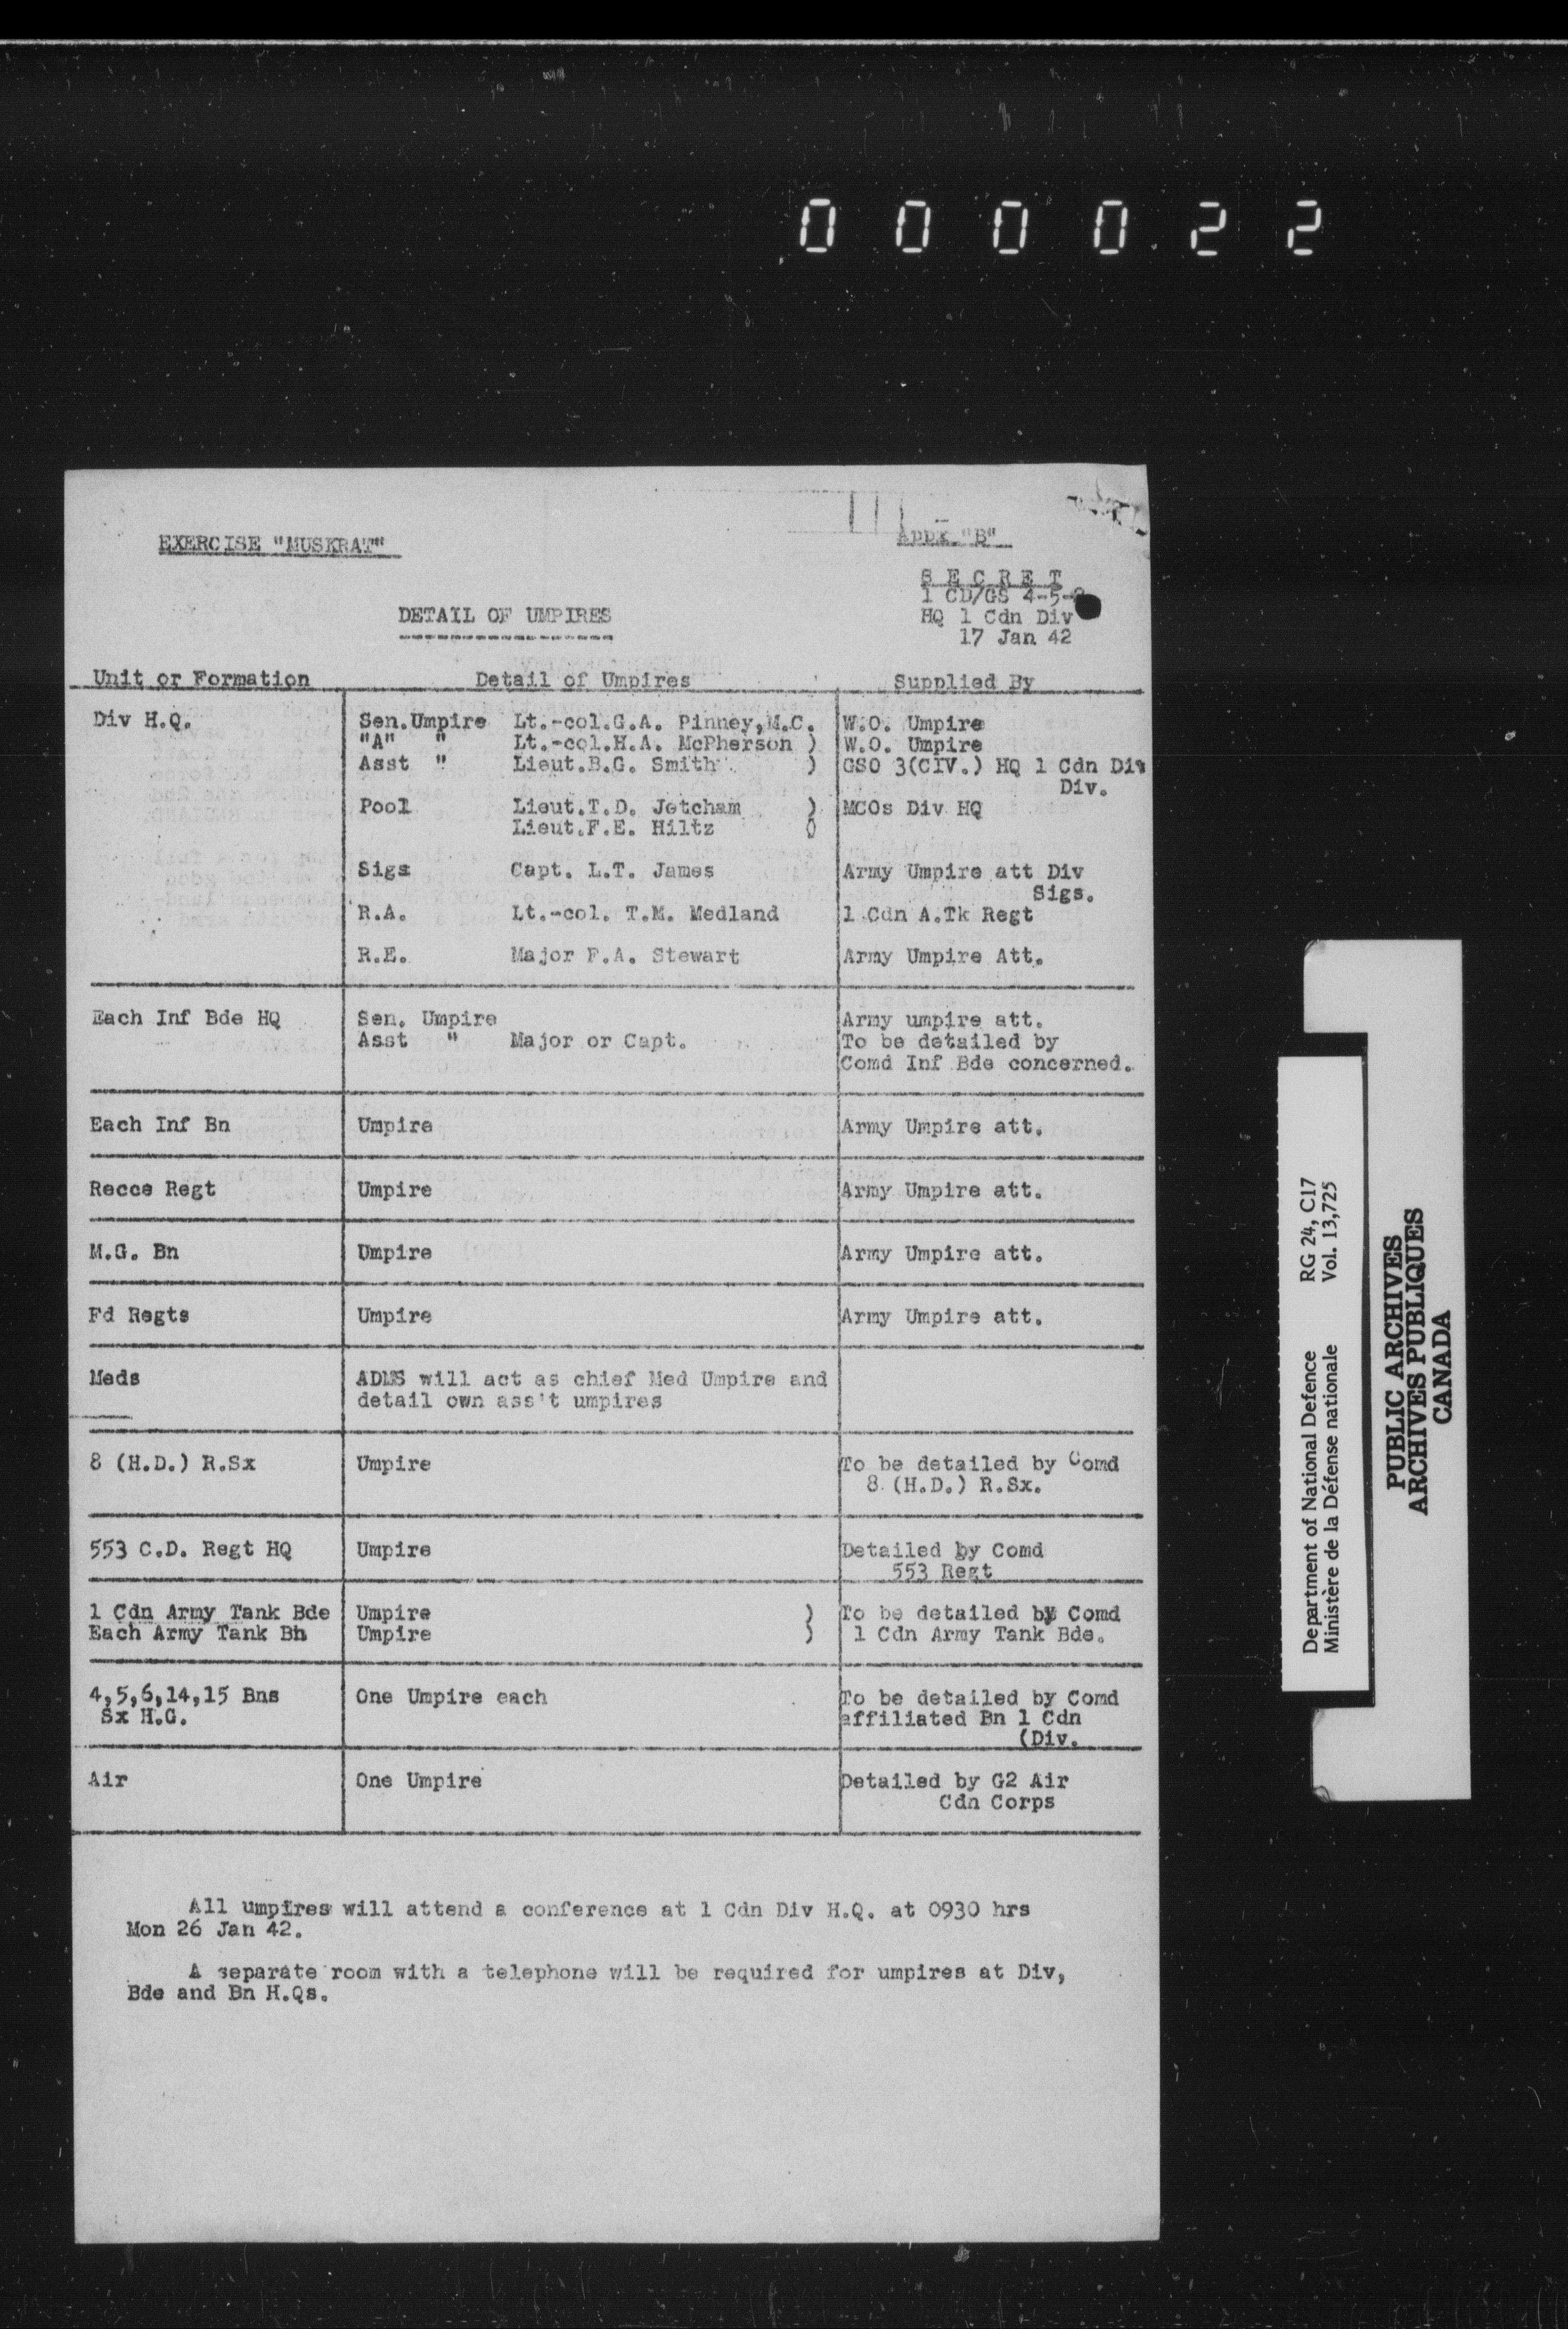 000022
EXERCISE "MUSKRAT"
Appx. "B"
SECRET
1 CD/GS 4-5-
HQ 1 Cdn Div
17 Jan 42
DETAIL OF UMPIRES
Unit or Formation Detail of Umpires Supplied By
Div H.Q. Sen.Umpire Lt.-col.G.A. Pinney,M.C. W.O. Umpire
"A" " Lt.-col.H.A. McPherson ) W.O. Umpire
Asst " Lieut.B.G. Smith ) GSO 3(CIV.) HQ 1 Cdn Div
Div.
Pool Lieut.T.D. Jetcham ) MCOs Div HQ
Lieut.F.E. Hiltz )
Sigs Capt. L.T. James Army Umpire att Div
Sigs.
R.A. Lt.-col. T.M. Medland 1 Cdn A.Tk Regt
R.E. Major F.A. Stewart Army Umpire Att.
Each Inf Bde HQ Sen. Umpire Army umpire att.
Asst " Major or Capt. To be detailed by
Comd Inf Bde concerned.
Each Inf Bn Umpire Army Umpire att.
Recce Regt Umpire Army Umpire att.
M.G. Bn Umpire Army Umpire att.
Fd Regts Umpire Army Umpire att.
Meds ADMS will act as chief Med Umpire and
detail own ass't umpires
8 (H.D.) R.Sx Umpire To be detailed by Comd
8 (H.D.) R.Sx.
553 C.D. Regt HQ Umpire Detailed by Comd
553 Regt
1 Cdn Army Tank Bde Umpire ) To be detailed by Comd
Each Army Tank Bn Umpire ) 1 Cdn Army Tank Bde.
4,5,6,14,15 Bns One Umpire each To be detailed by Comd
Sx H.G. affiliated Bn 1 Cdn
(Div.
Air One Umpire Detailed by G2 Air
Cdn Corps
All umpires will attend a conference at 1 Cdn Div H.Q. at 0930 hrs
Mon 26 Jan 42.
A separate room with a telephone will be required for umpires at Div,
Bde and Bn H.Qs.
Department of National Defence RG 24, C17
Ministère de la Défense nationale Vol. 13,725
PUBLIC ARCHIVES
ARCHIVES PUBLIQUES
CANADA